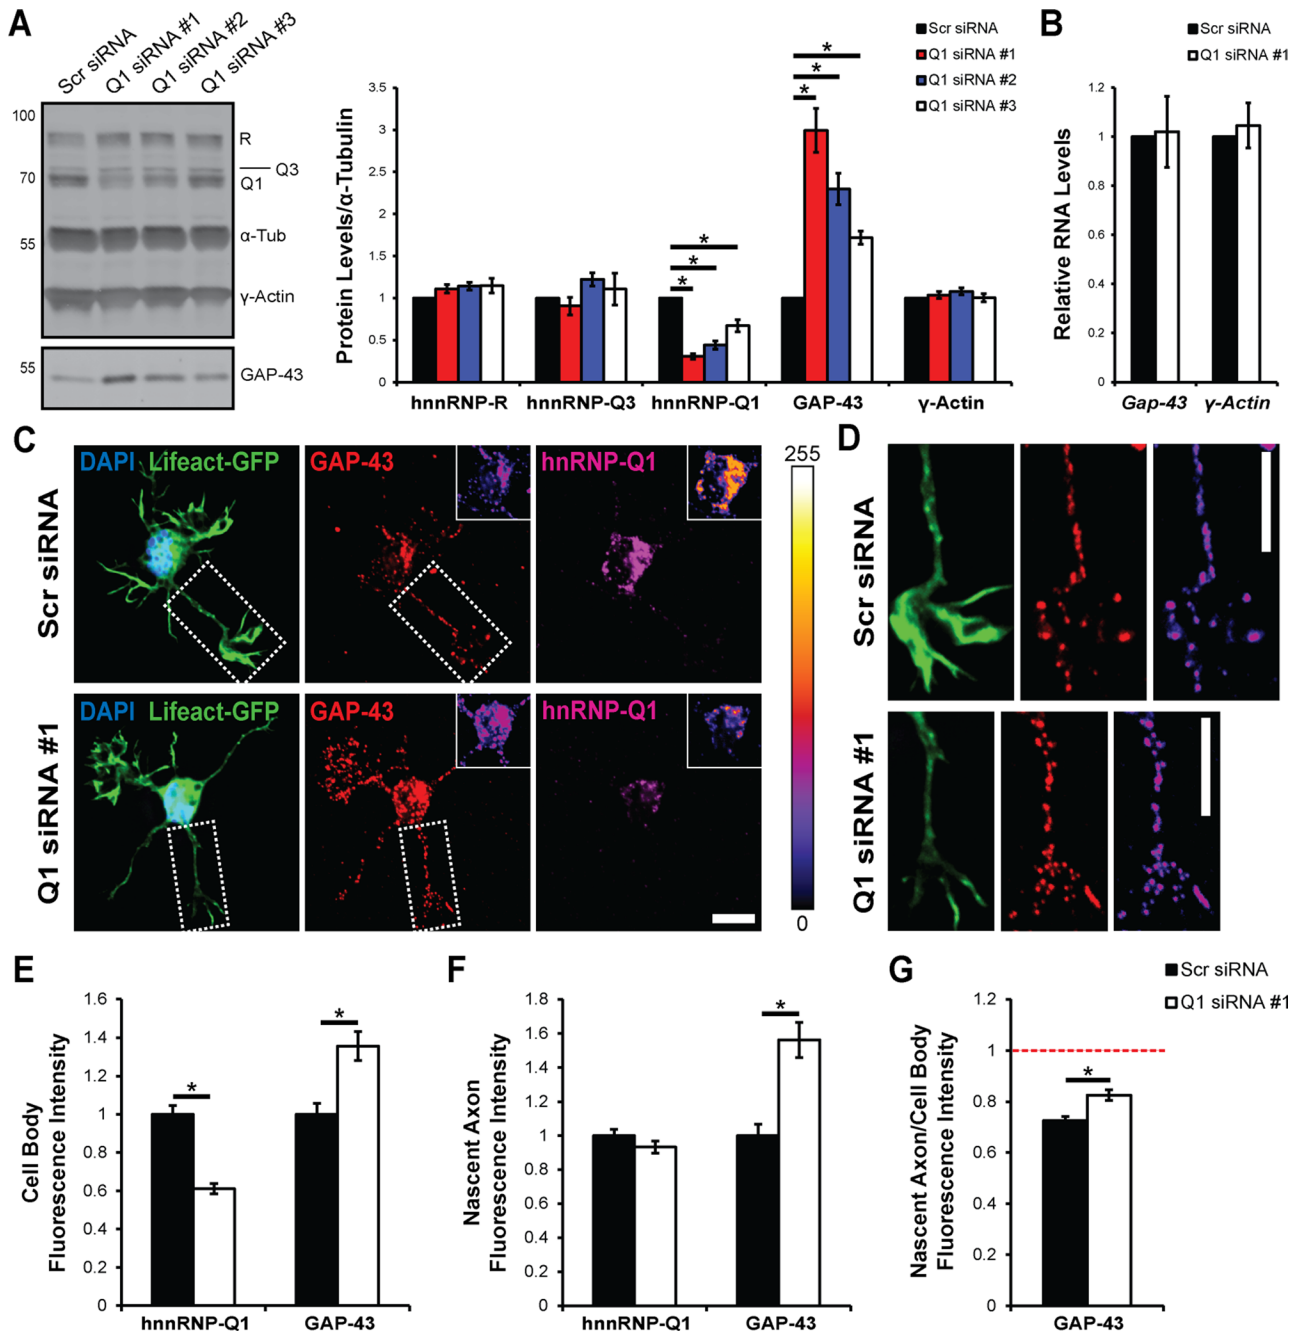 A
Scr siRNA
Q1 siRNA #1
Q1 siRNA #2
Q1 siRNA #3
100
70
55
55
R
Q3
Q1
α-Tub
γ-Actin
GAP-43
Protein Levels/α-Tubulin
3.5
3
2.5
2
1.5
1
0.5
0
* * *
* * *
hnnRNP-R hnnRNP-Q3 hnnRNP-Q1 GAP-43 γ-Actin
Scr siRNA
Q1 siRNA #1
Q1 siRNA #2
Q1 siRNA #3
B
Scr siRNA
Q1 siRNA #1
Relative RNA Levels
1.2
1
0.8
0.6
0.4
0.2
0
Gap-43 γ-Actin
C
Scr siRNA
DAPI Lifeact-GFP
GAP-43
hnRNP-Q1
Q1 siRNA #1
DAPI Lifeact-GFP
GAP-43
hnRNP-Q1
255
0
D
Scr siRNA
Q1 siRNA #1
E
Cell Body
Fluorescence Intensity
1.6
1.4
1.2
1
0.8
0.6
0.4
0.2
0
*
*
hnnRNP-Q1 GAP-43
F
Nascent Axon
Fluorescence Intensity
1.8
1.6
1.4
1.2
1
0.8
0.6
0.4
0.2
0
*
hnnRNP-Q1 GAP-43
G
Scr siRNA
Q1 siRNA #1
Nascent Axon/Cell Body
Fluorescence Intensity
1.2
1
0.8
0.6
0.4
0.2
0
*
GAP-43